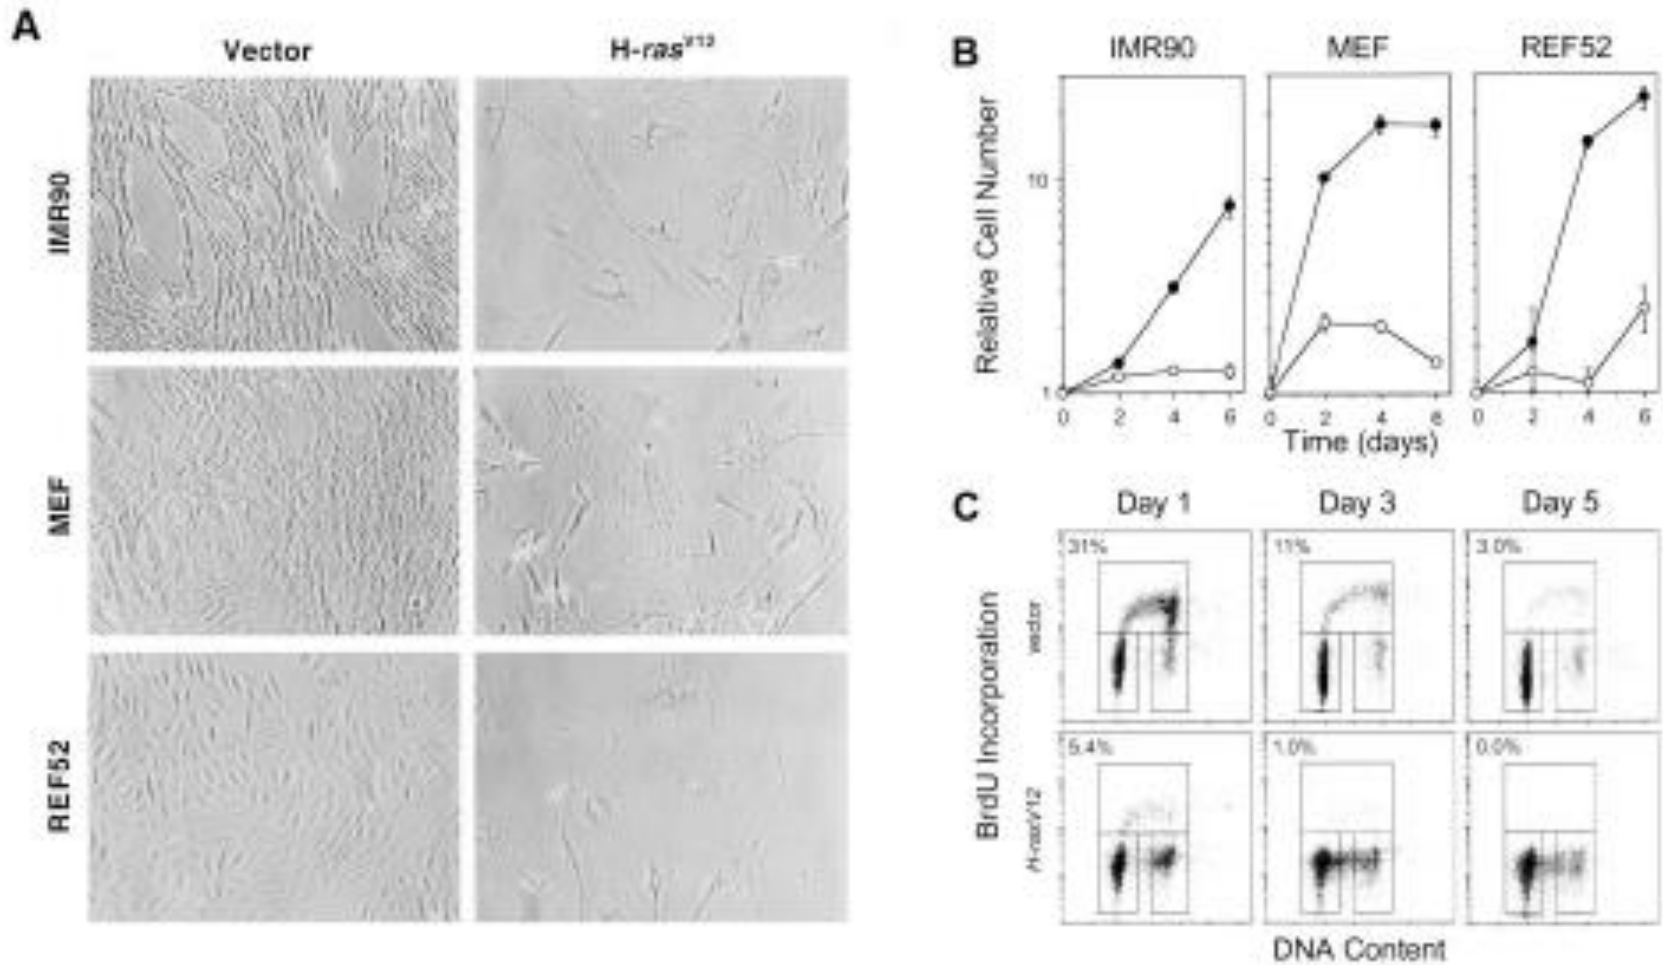 A
Vector
H-ras^V12
IMR90
MEF
REF52
B
IMR90
MEF
REF52
Relative Cell Number
10
1
0 2 4 6
0 2 4 6
0 2 4 6
Time (days)
C
Day 1
Day 3
Day 5
BrdU Incorporation
vector
31%
11%
3.0%
H-rasV12
5.4%
1.0%
0.0%
DNA Content